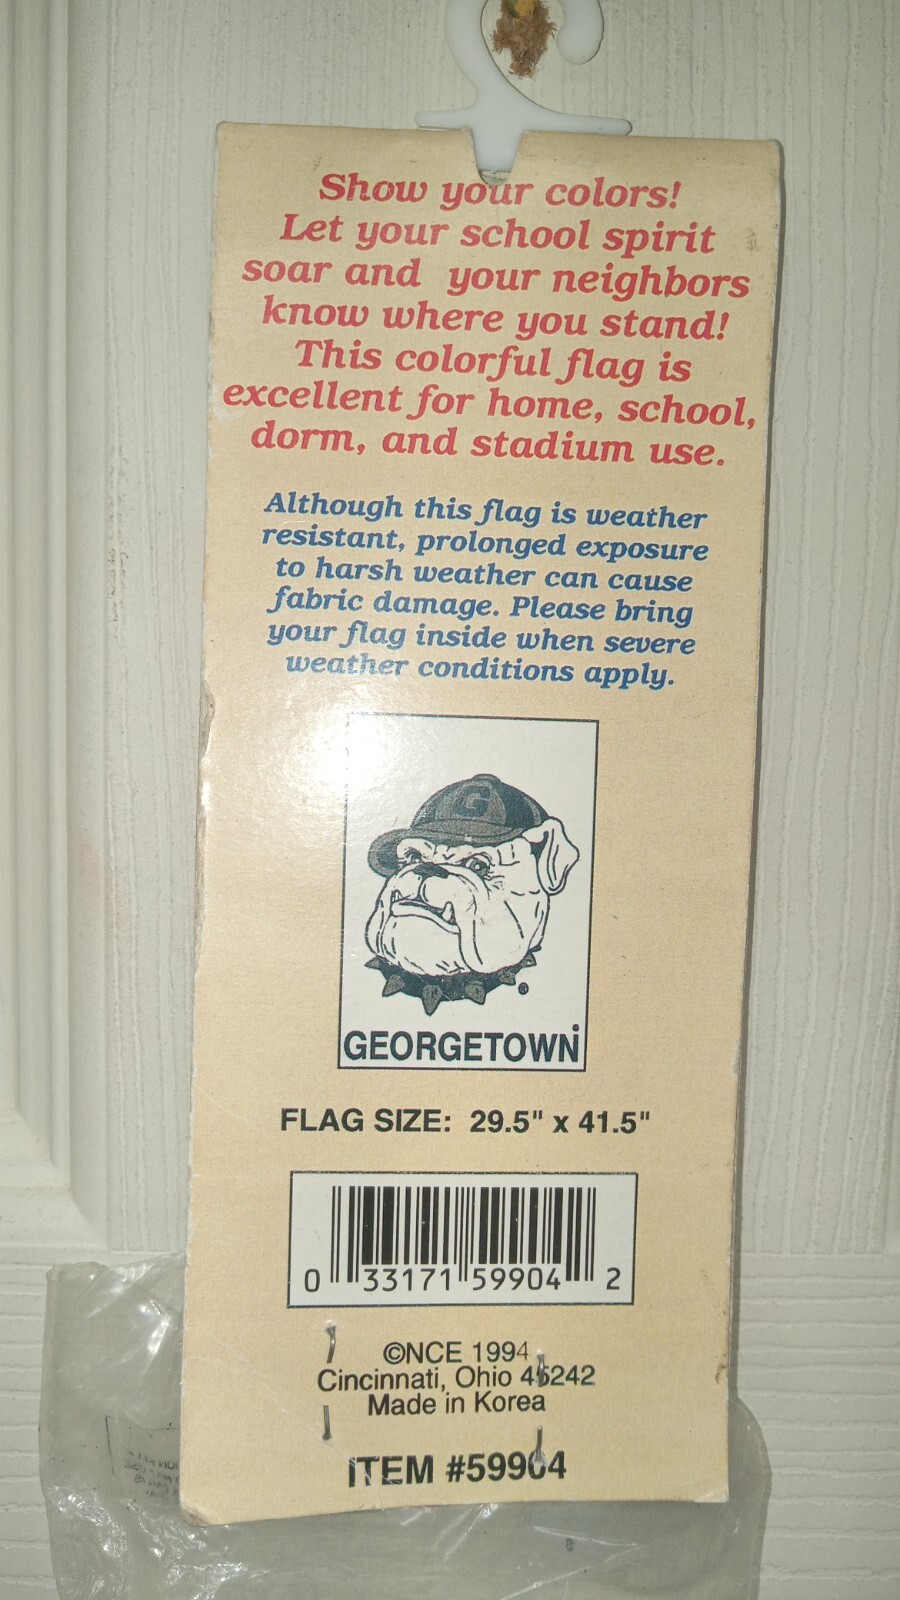 Show your colors!
Let your school spirit
soar and your neighbors
know where you stand!
This colorful flag is
excellent for home, school,
dorm, and stadium use.
Although this flag is weather
resistant, prolonged exposure
to harsh weather can cause
fabric damage. Please bring
your flag inside when severe
weather conditions apply.
G
®
GEORGETOWN
FLAG SIZE: 29.5" x 41.5"
0 33171 59904 2
©NCE 1994
Cincinnati, Ohio 45242
Made in Korea
ITEM #59904